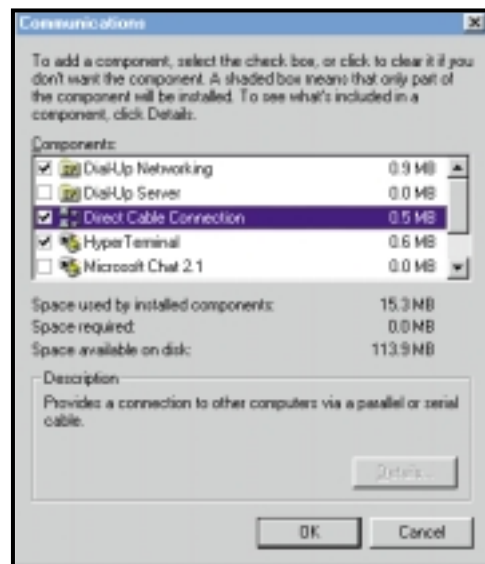 Communications
To add a component, select the check box, or click to clear it if you
don't want the component. A shaded box means that only part of
the component will be installed. To see what's included in a
component, click Details.
Components:
Dial-Up Networking 0.9 MB
Dial-Up Server 0.0 MB
Direct Cable Connection 0.5 MB
HyperTerminal 0.6 MB
Microsoft Chat 2.1 0.0 MB
Space used by installed components: 15.3 MB
Space required: 0.0 MB
Space available on disk: 113.9 MB
Description
Provides a connection to other computers via a parallel or serial
cable.
Details...
OK Cancel